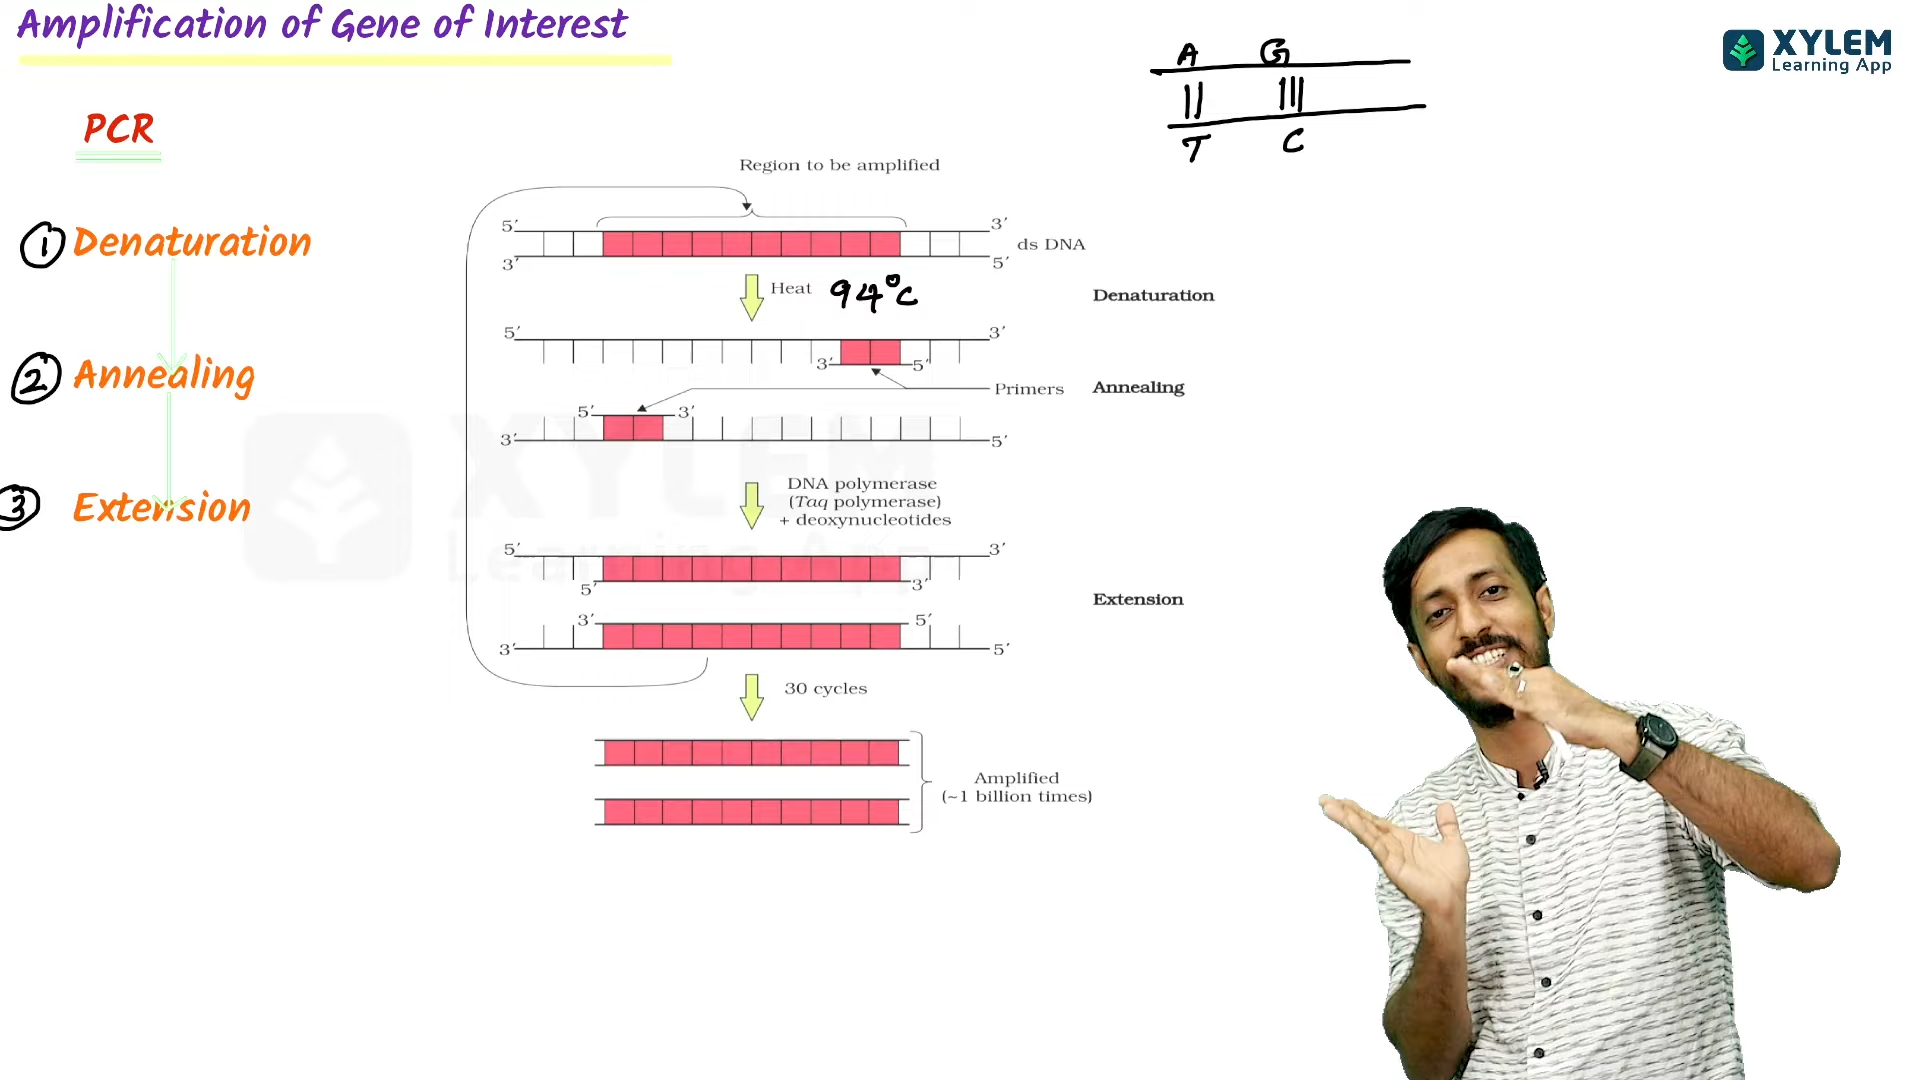 Amplification of Gene of Interest
XYLEM
Learning App
A G
T C
PCR
① Denaturation
② Annealing
③ Extension
Region to be amplified
5′ 3′
ds DNA
3′ 5′
Heat 94°C
Denaturation
5′ 3′
3′ 5′
Primers Annealing
5′ 3′
3′ 5′
DNA polymerase
(Taq polymerase)
+ deoxynucleotides
5′ 3′
5′ 3′
Extension
3′ 5′
3′ 5′
30 cycles
Amplified
(~1 billion times)
XYLEM
Learning App